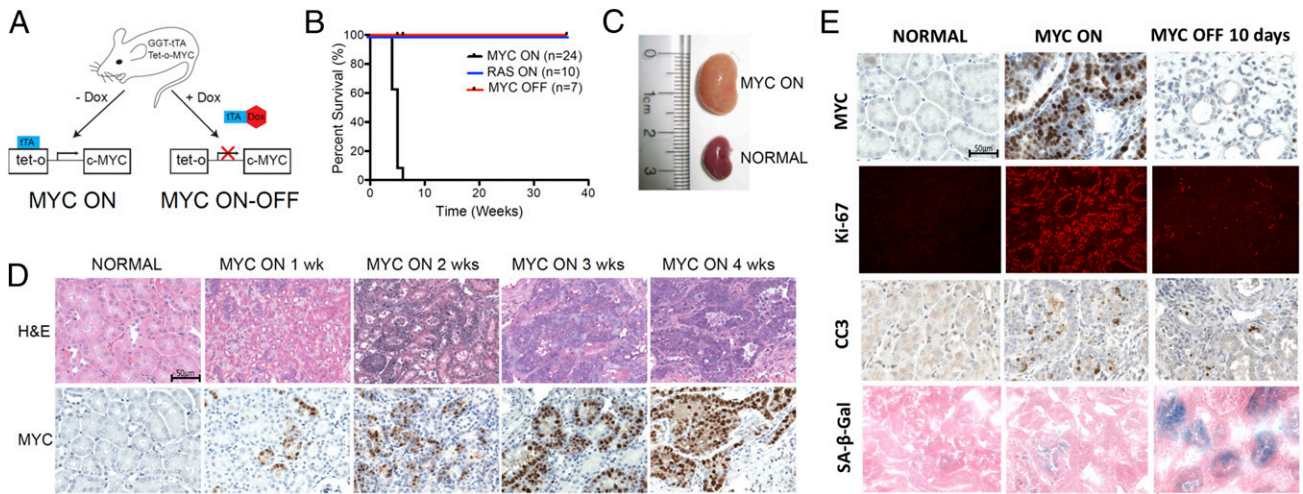 A
GGT-tTA
Tet-o-MYC
- Dox
+ Dox
tTA
tTA Dox
tet-o
c-MYC
tet-o
c-MYC
MYC ON
MYC ON-OFF
B
Percent Survival (%)
100
80
60
40
20
0
0
10
20
30
40
Time (Weeks)
MYC ON (n=24)
RAS ON (n=10)
MYC OFF (n=7)
C
0
1cm
2
3
MYC ON
NORMAL
D
NORMAL
MYC ON 1 wk
MYC ON 2 wks
MYC ON 3 wks
MYC ON 4 wks
H&E
50μm
MYC
E
NORMAL
MYC ON
MYC OFF 10 days
MYC
50μm
Ki-67
CC3
SA-β-Gal